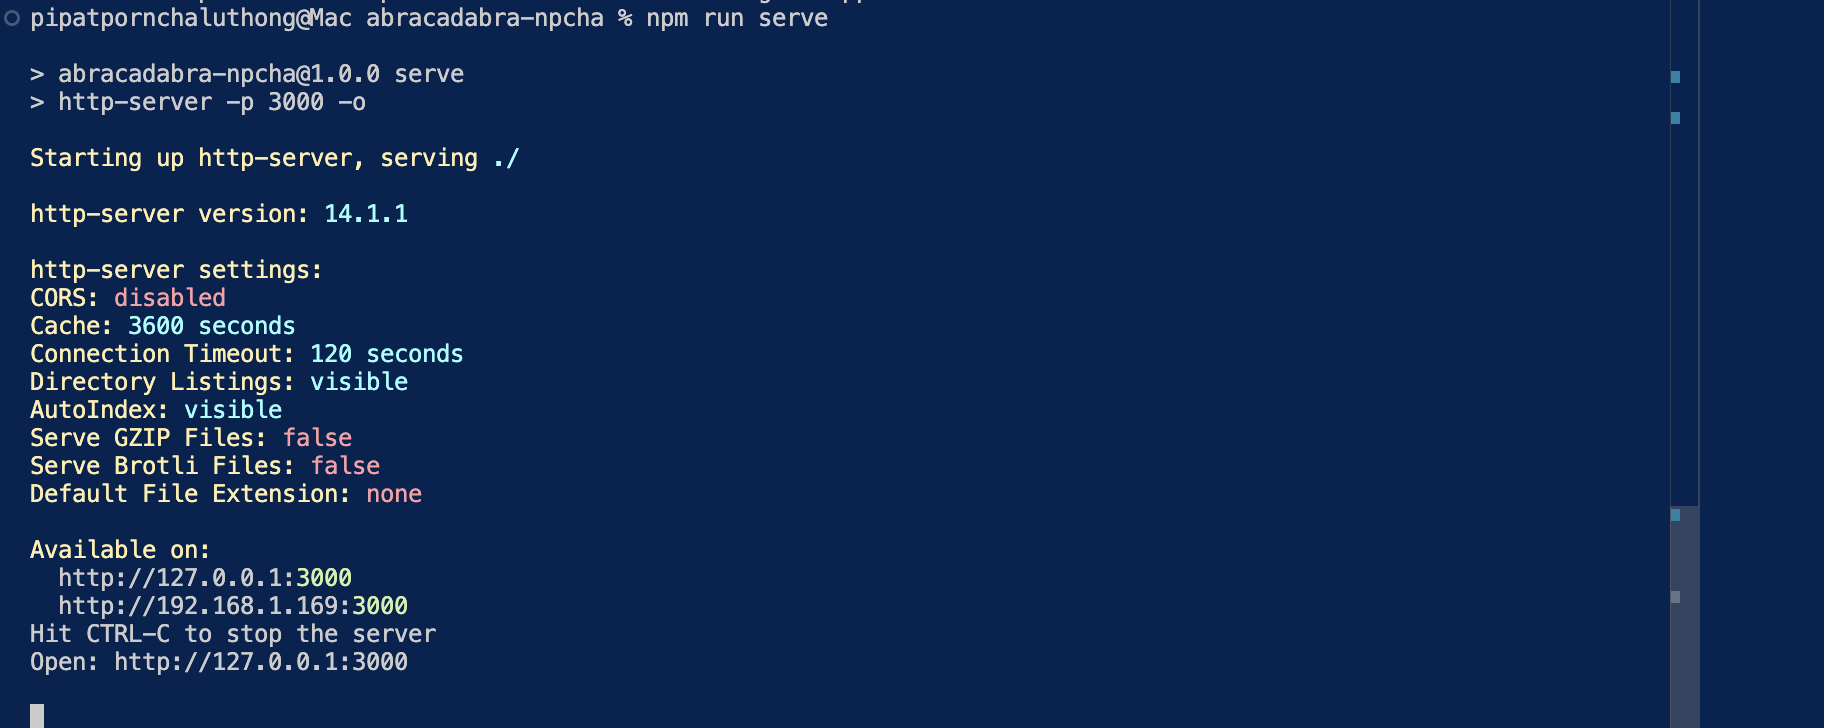 pipatpornchaluthong@Mac abracadabra-npcha % npm run serve
> abracadabra-npcha@1.0.0 serve
> http-server -p 3000 -o
Starting up http-server, serving ./
http-server version: 14.1.1
http-server settings:
CORS: disabled
Cache: 3600 seconds
Connection Timeout: 120 seconds
Directory Listings: visible
AutoIndex: visible
Serve GZIP Files: false
Serve Brotli Files: false
Default File Extension: none
Available on:
  http://127.0.0.1:3000
  http://192.168.1.169:3000
Hit CTRL-C to stop the server
Open: http://127.0.0.1:3000